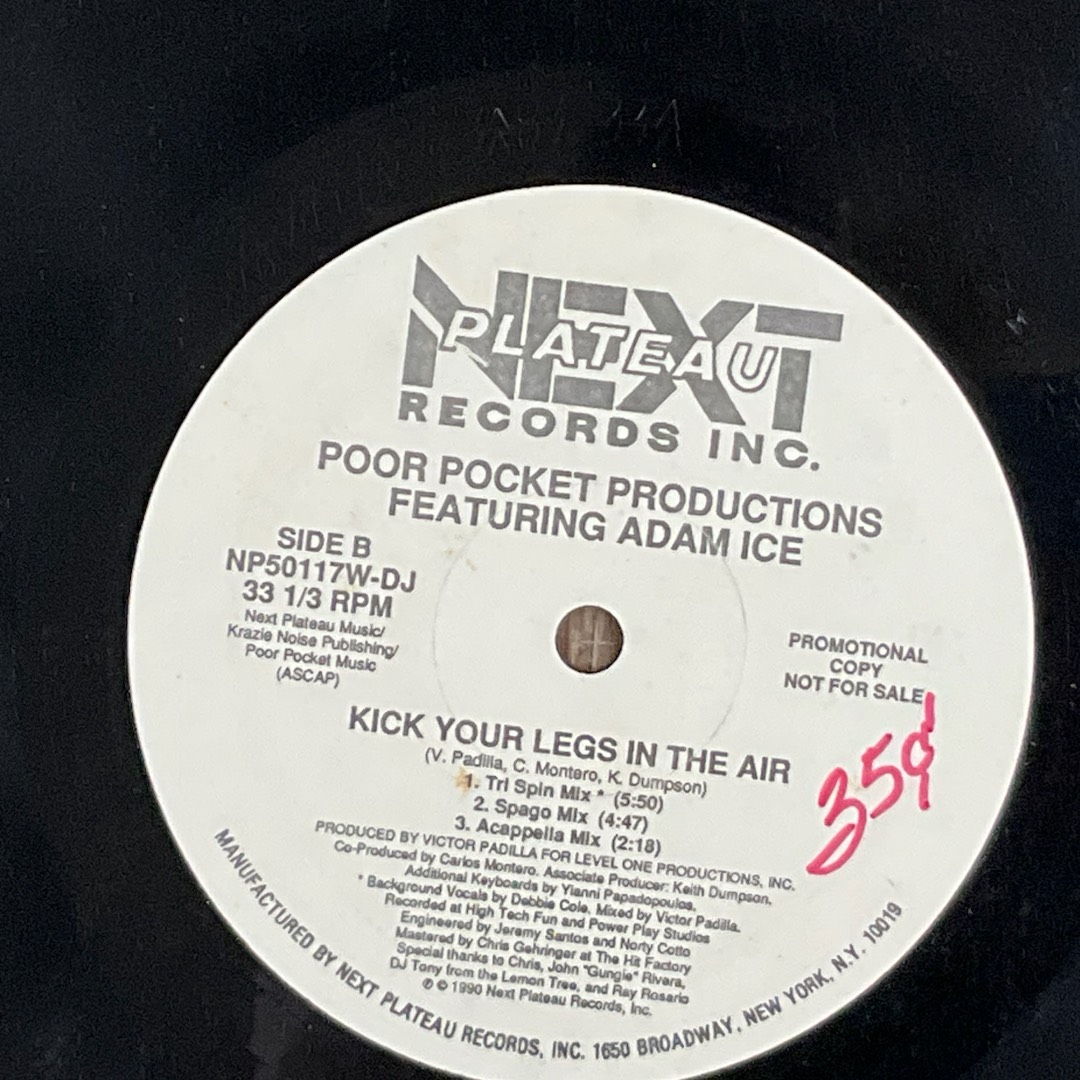 NEXT
PLATEAU
RECORDS INC.
POOR POCKET PRODUCTIONS
FEATURING ADAM ICE
SIDE B
NP50117W-DJ
33 1/3 RPM
Next Plateau Music/
Krazie Noise Publishing/
Poor Pocket Music
(ASCAP)
PROMOTIONAL
COPY
NOT FOR SALE
35¢
KICK YOUR LEGS IN THE AIR
(V. Padilla, C. Montero, K. Dumpson)
1. Tri Spin Mix * (5:50)
2. Spago Mix (4:47)
3. Acappella Mix (2:18)
PRODUCED BY VICTOR PADILLA FOR LEVEL ONE PRODUCTIONS, INC.
Co-Produced by Carlos Montero. Associate Producer: Keith Dumpson.
Additional Keyboards by Yianni Papadopoulos.
* Background Vocals by Debbie Cole, Mixed by Victor Padilla.
Recorded at High Tech Fun and Power Play Studios
Engineered by Jeremy Santos and Norty Cotto
Mastered by Chris Gehringer at The Hit Factory
Special thanks to Chris, John "Gungie" Rivera,
DJ Tony from the Lemon Tree, and Ray Rosario
℗ © 1990 Next Plateau Records, Inc.
MANUFACTURED BY NEXT PLATEAU RECORDS, INC. 1650 BROADWAY, NEW YORK, N.Y. 10019